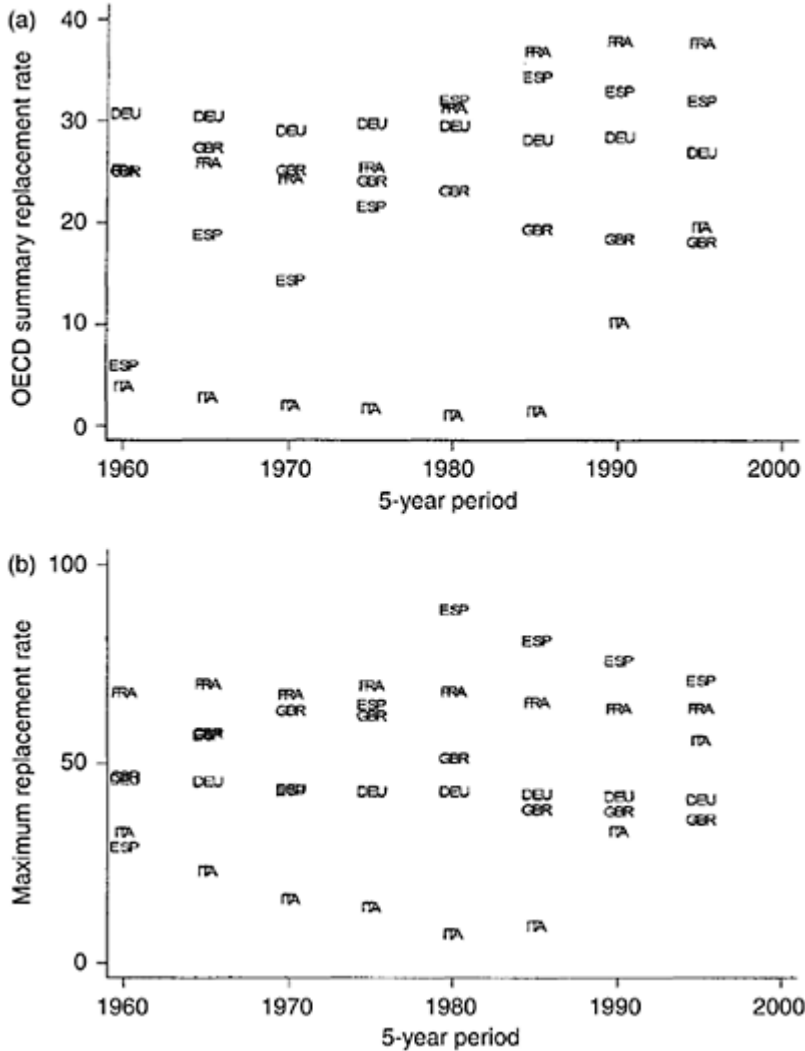 (a)
OECD summary replacement rate
40
30
20
10
0
FRA FRA FRA
ESP ESP ESP
ESP
FRA
DEU DEU DEU DEU DEU DEU DEU DEU
GBR GBR GBR
FRA FRA FRA
GBR GBR
ESP ESP ESP
GBR GBR GBR
ITA
ITA
ESP
ITA ITA ITA ITA ITA ITA
1960 1970 1980 1990 2000
5-year period
(b)
Maximum replacement rate
100
50
0
ESP ESP ESP ESP
FRA FRA FRA FRA FRA FRA FRA FRA
ESP
GBR GBR
GBR
ITA
GBR
DEU DEU DEU DEU DEU DEU
GBR GBR GBR
ITA ITA
ESP
ITA ITA ITA ITA ITA
1960 1970 1980 1990 2000
5-year period